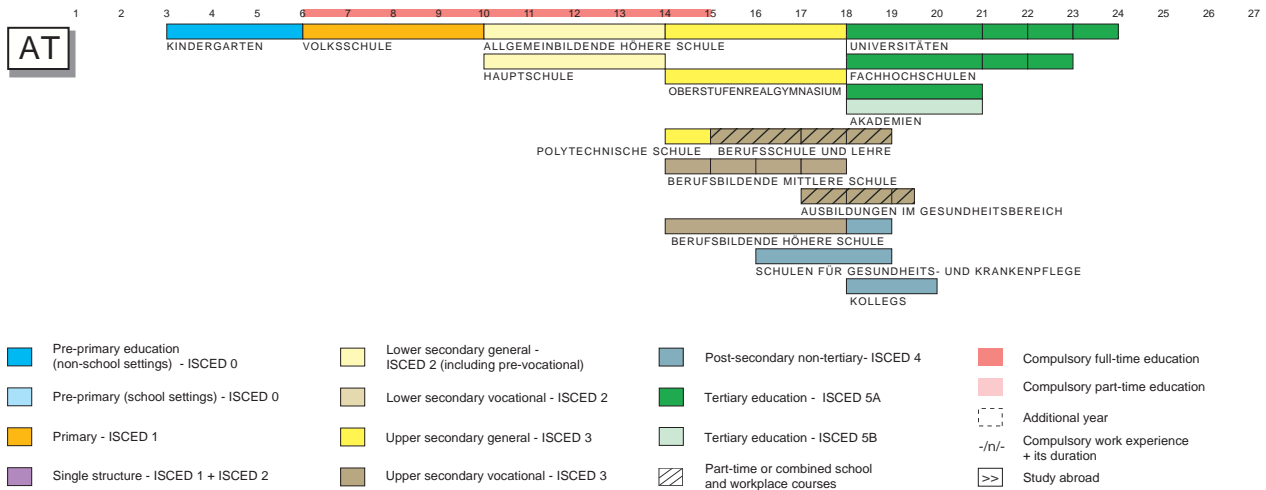 1 2 3 4 5 6 7 8 9 10 11 12 13 14 15 16 17 18 19 20 21 22 23 24 25 26 27
AT
KINDERGARTEN VOLKSSCHULE ALLGEMEINBILDENDE HÖHERE SCHULE UNIVERSITÄTEN
HAUPTSCHULE FACHHOCHSCHULEN
OBERSTUFENREALGYMNASIUM
AKADEMIEN
POLYTECHNISCHE SCHULE BERUFSSCHULE UND LEHRE
BERUFSBILDENDE MITTLERE SCHULE
AUSBILDUNGEN IM GESUNDHEITSBEREICH
BERUFSBILDENDE HÖHERE SCHULE
SCHULEN FÜR GESUNDHEITS- UND KRANKENPFLEGE
KOLLEGS
Pre-primary education
(non-school settings) - ISCED 0
Pre-primary (school settings) - ISCED 0
Primary - ISCED 1
Single structure - ISCED 1 + ISCED 2
Lower secondary general -
ISCED 2 (including pre-vocational)
Lower secondary vocational - ISCED 2
Upper secondary general - ISCED 3
Upper secondary vocational - ISCED 3
Post-secondary non-tertiary- ISCED 4
Tertiary education - ISCED 5A
Tertiary education - ISCED 5B
Part-time or combined school
and workplace courses
Compulsory full-time education
Compulsory part-time education
Additional year
-/n/- Compulsory work experience
+ its duration
>> Study abroad